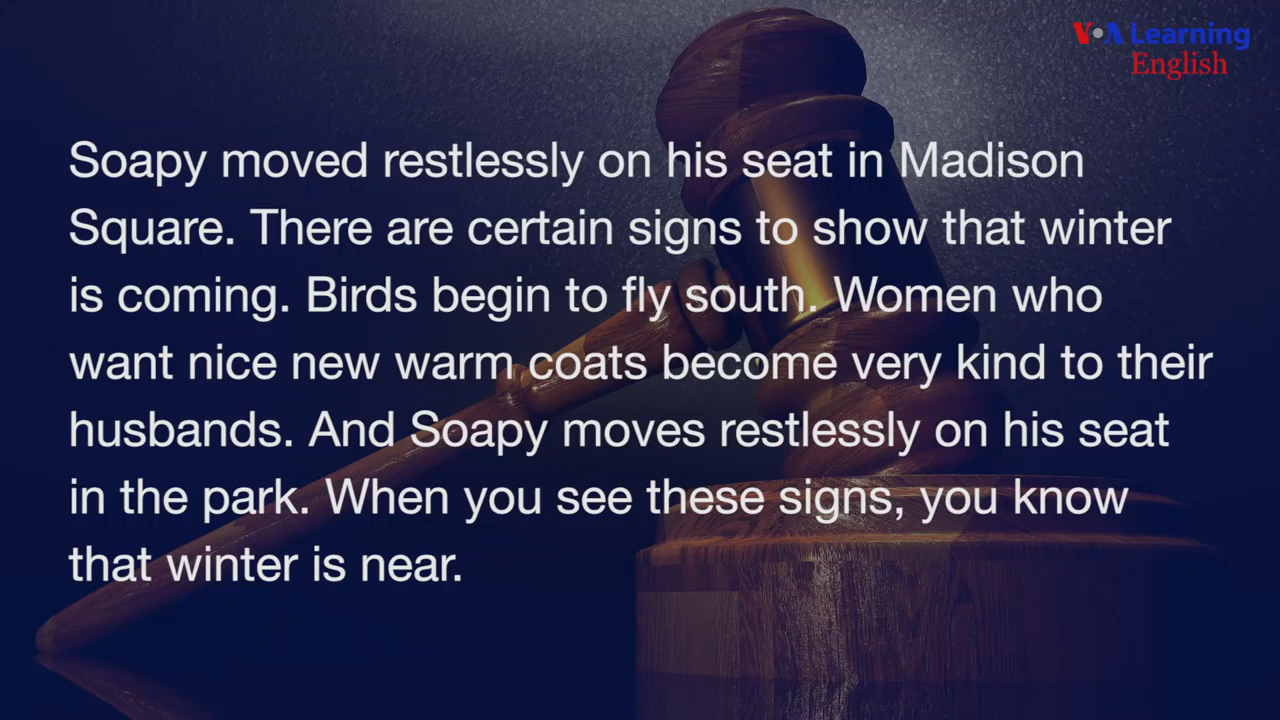 VOA Learning
English
Soapy moved restlessly on his seat in Madison
Square. There are certain signs to show that winter
is coming. Birds begin to fly south. Women who
want nice new warm coats become very kind to their
husbands. And Soapy moves restlessly on his seat
in the park. When you see these signs, you know
that winter is near.